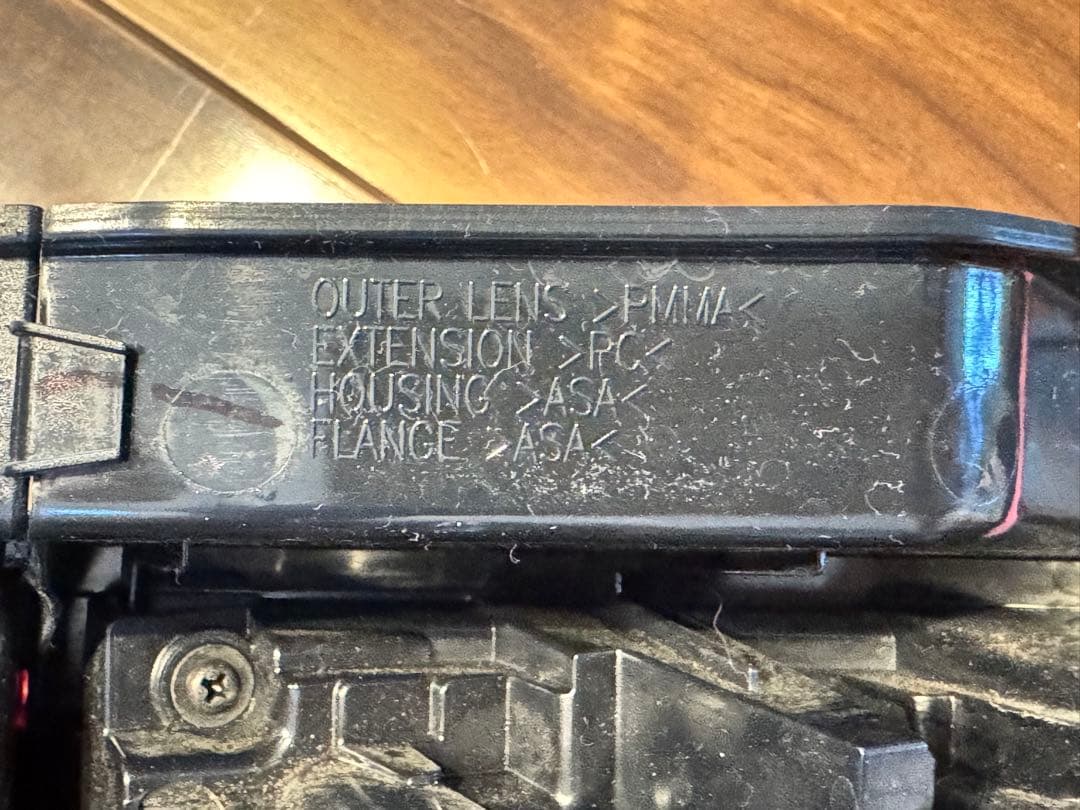 OUTER LENS >PMMA<
EXTENSION >PC<
HOUSING >ASA<
FLANGE >ASA<